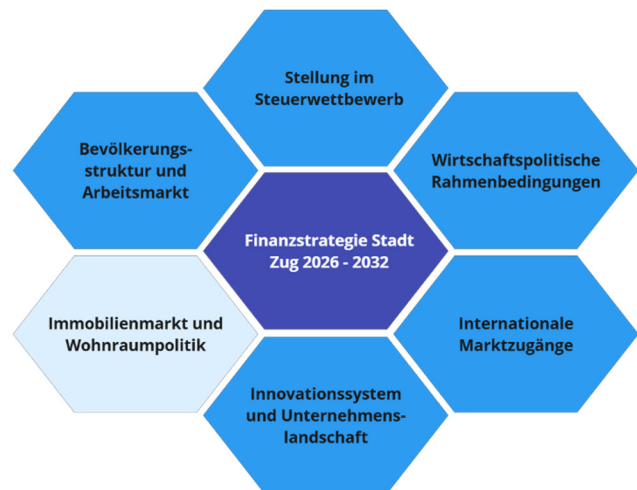 Stellung im
Steuerwettbewerb
Bevölkerungs-
struktur und
Arbeitsmarkt
Wirtschaftspolitische
Rahmenbedingungen
Finanzstrategie Stadt
Zug 2026 - 2032
Immobilienmarkt und
Wohnraumpolitik
Internationale
Marktzugänge
Innovationssystem
und Unternehmens-
landschaft